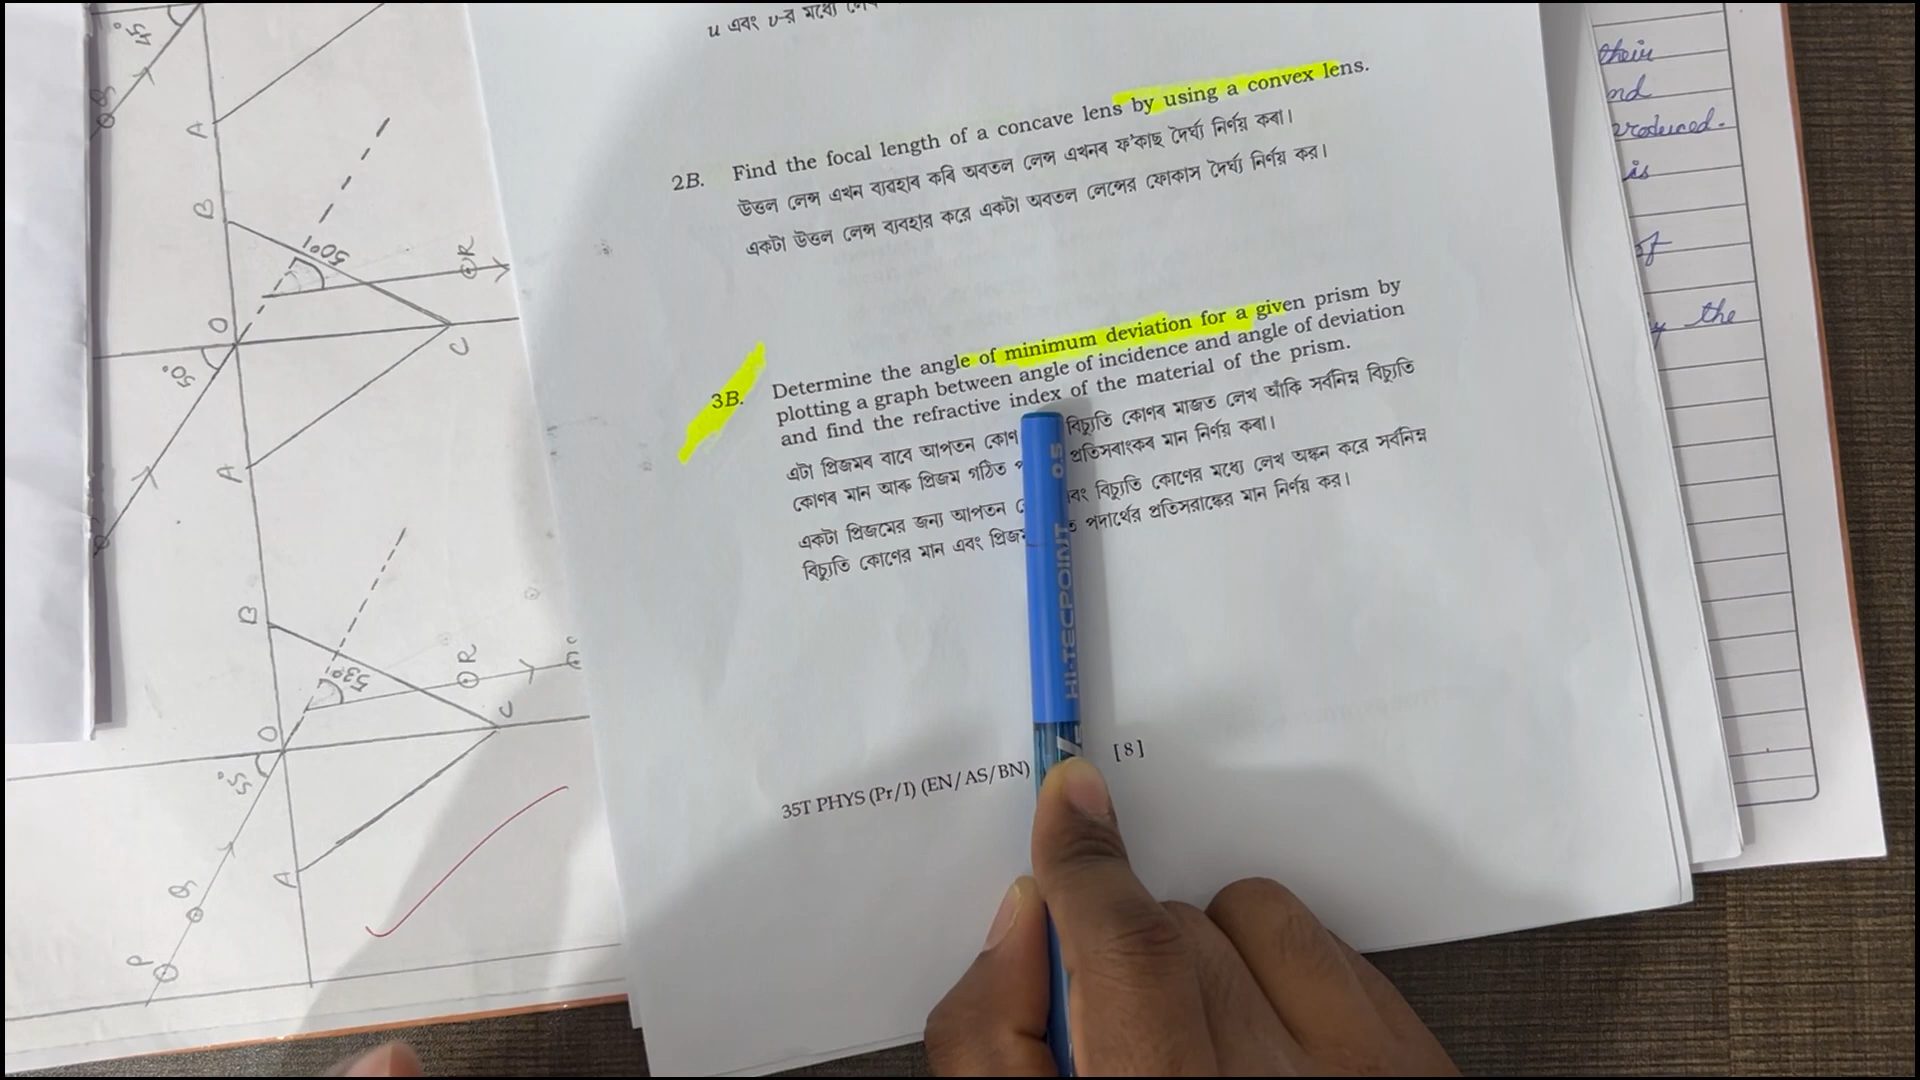 u এবং υ-র মধ্যে
2B. Find the focal length of a concave lens by using a convex lens.
উত্তল লেন্স এখন ব্যৱহাৰ কৰি অৱতল লেন্স এখনৰ ফ'কাছ দৈৰ্ঘ্য নিৰ্ণয় কৰা।
একটা উত্তল লেন্স ব্যবহার করে একটা অবতল লেন্সের ফোকাস দৈর্ঘ্য নির্ণয় কর।
3B. Determine the angle of minimum deviation for a given prism by
plotting a graph between angle of incidence and angle of deviation
and find the refractive index of the material of the prism.
এটা প্ৰিজমৰ বাবে আপতন কোণ বিচ্যুতি কোণৰ মাজত লেখ আঁকি সৰ্বনিম্ন বিচ্যুতি
কোণৰ মান আৰু প্ৰিজম গঠিত প্ৰতিসৰাংকৰ মান নিৰ্ণয় কৰা।
একটা প্রিজমের জন্য আপতন বিচ্যুতি কোণের মধ্যে লেখ অঙ্কন করে সর্বনিম্ন
বিচ্যুতি কোণের মান এবং পদার্থের প্রতিসরাঙ্কের মান নির্ণয় কর।
35T PHYS (Pr/I) (EN/AS/BN) [8]
HI-TECPOINT 0.5
A
B
50°
R
O
C
50°
A
B
53°
R
O
C
55°
A
Q
P
their
nd
produced.
is
of
the